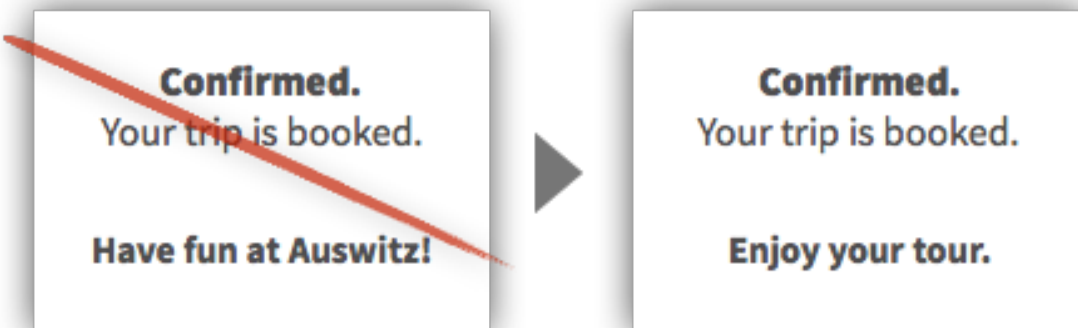 Confirmed.
Your trip is booked.
Have fun at Auswitz!
Confirmed.
Your trip is booked.
Enjoy your tour.